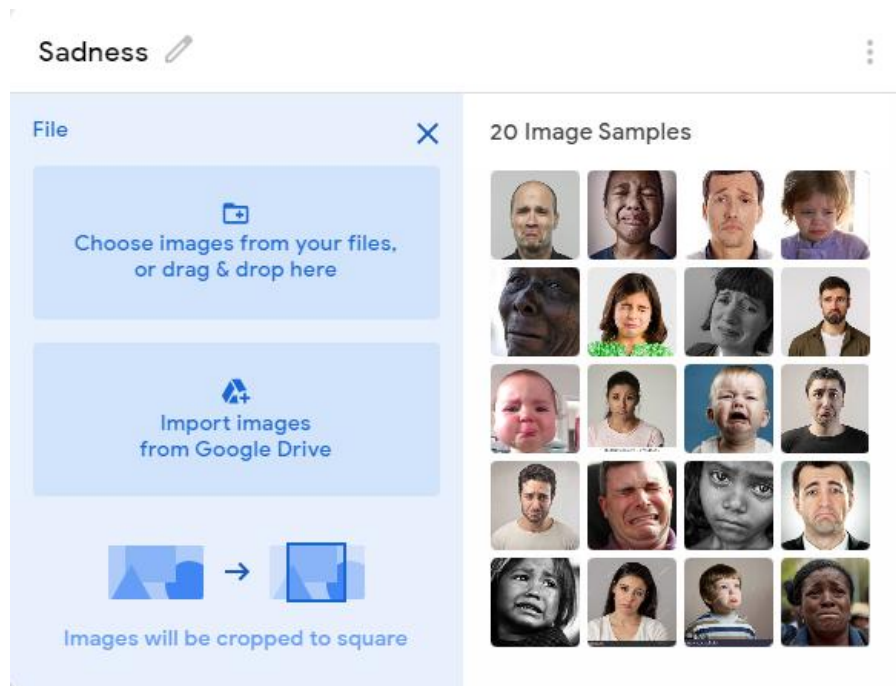 Sadness
File
20 Image Samples
Choose images from your files,
or drag & drop here
Import images
from Google Drive
Images will be cropped to square